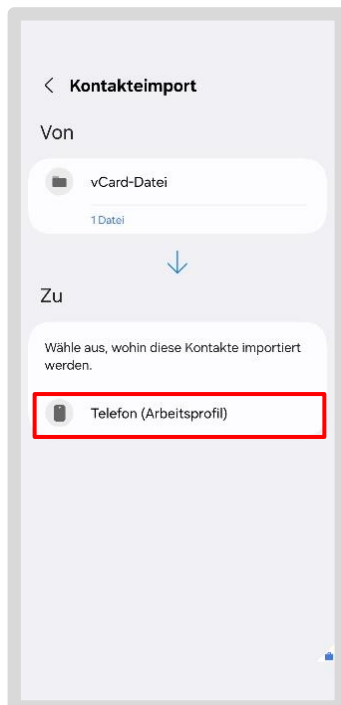 Kontakteimport
Von
vCard-Datei
1 Datei
Zu
Wähle aus, wohin diese Kontakte importiert
werden.
Telefon (Arbeitsprofil)